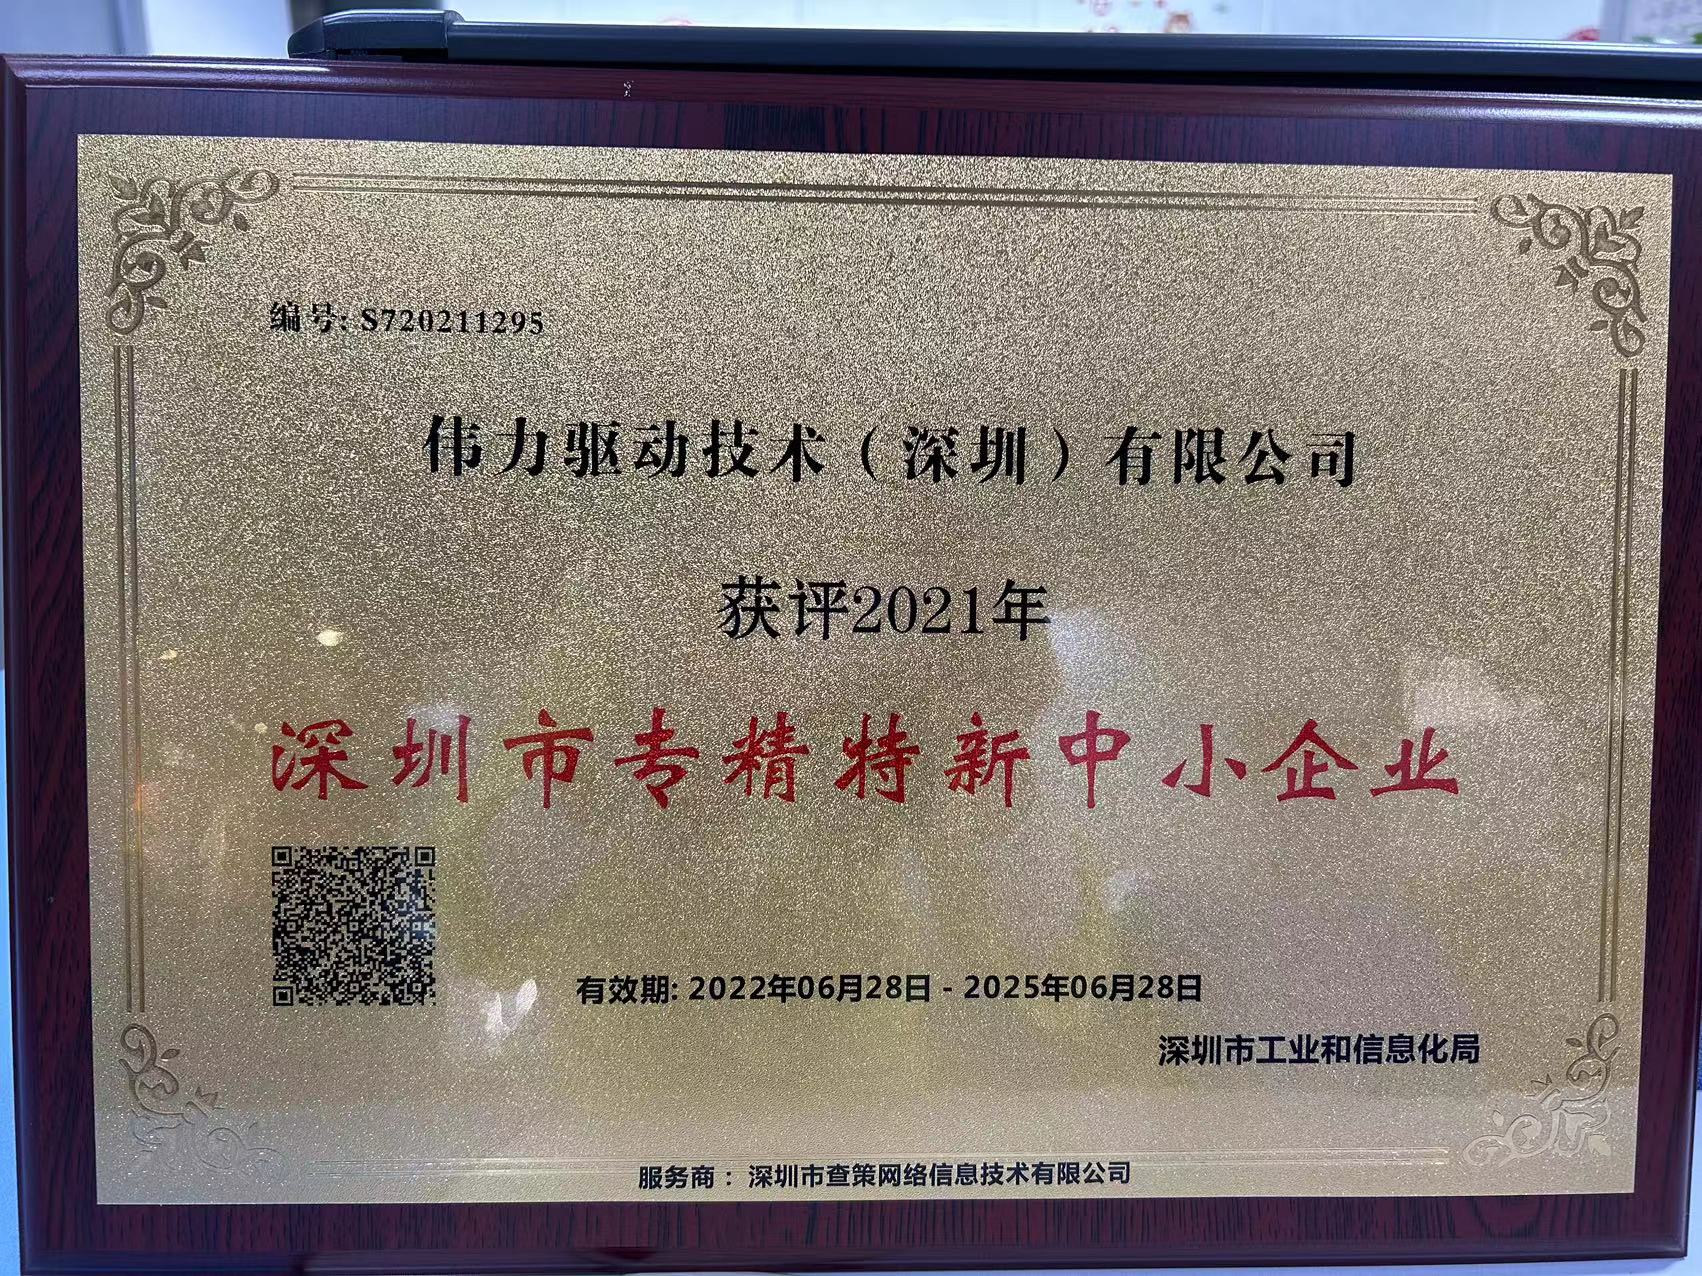 编号: S720211295
伟力驱动技术（深圳）有限公司
获评2021年
深圳市专精特新中小企业
有效期: 2022年06月28日 - 2025年06月28日
深圳市工业和信息化局
服务商： 深圳市查策网络信息技术有限公司